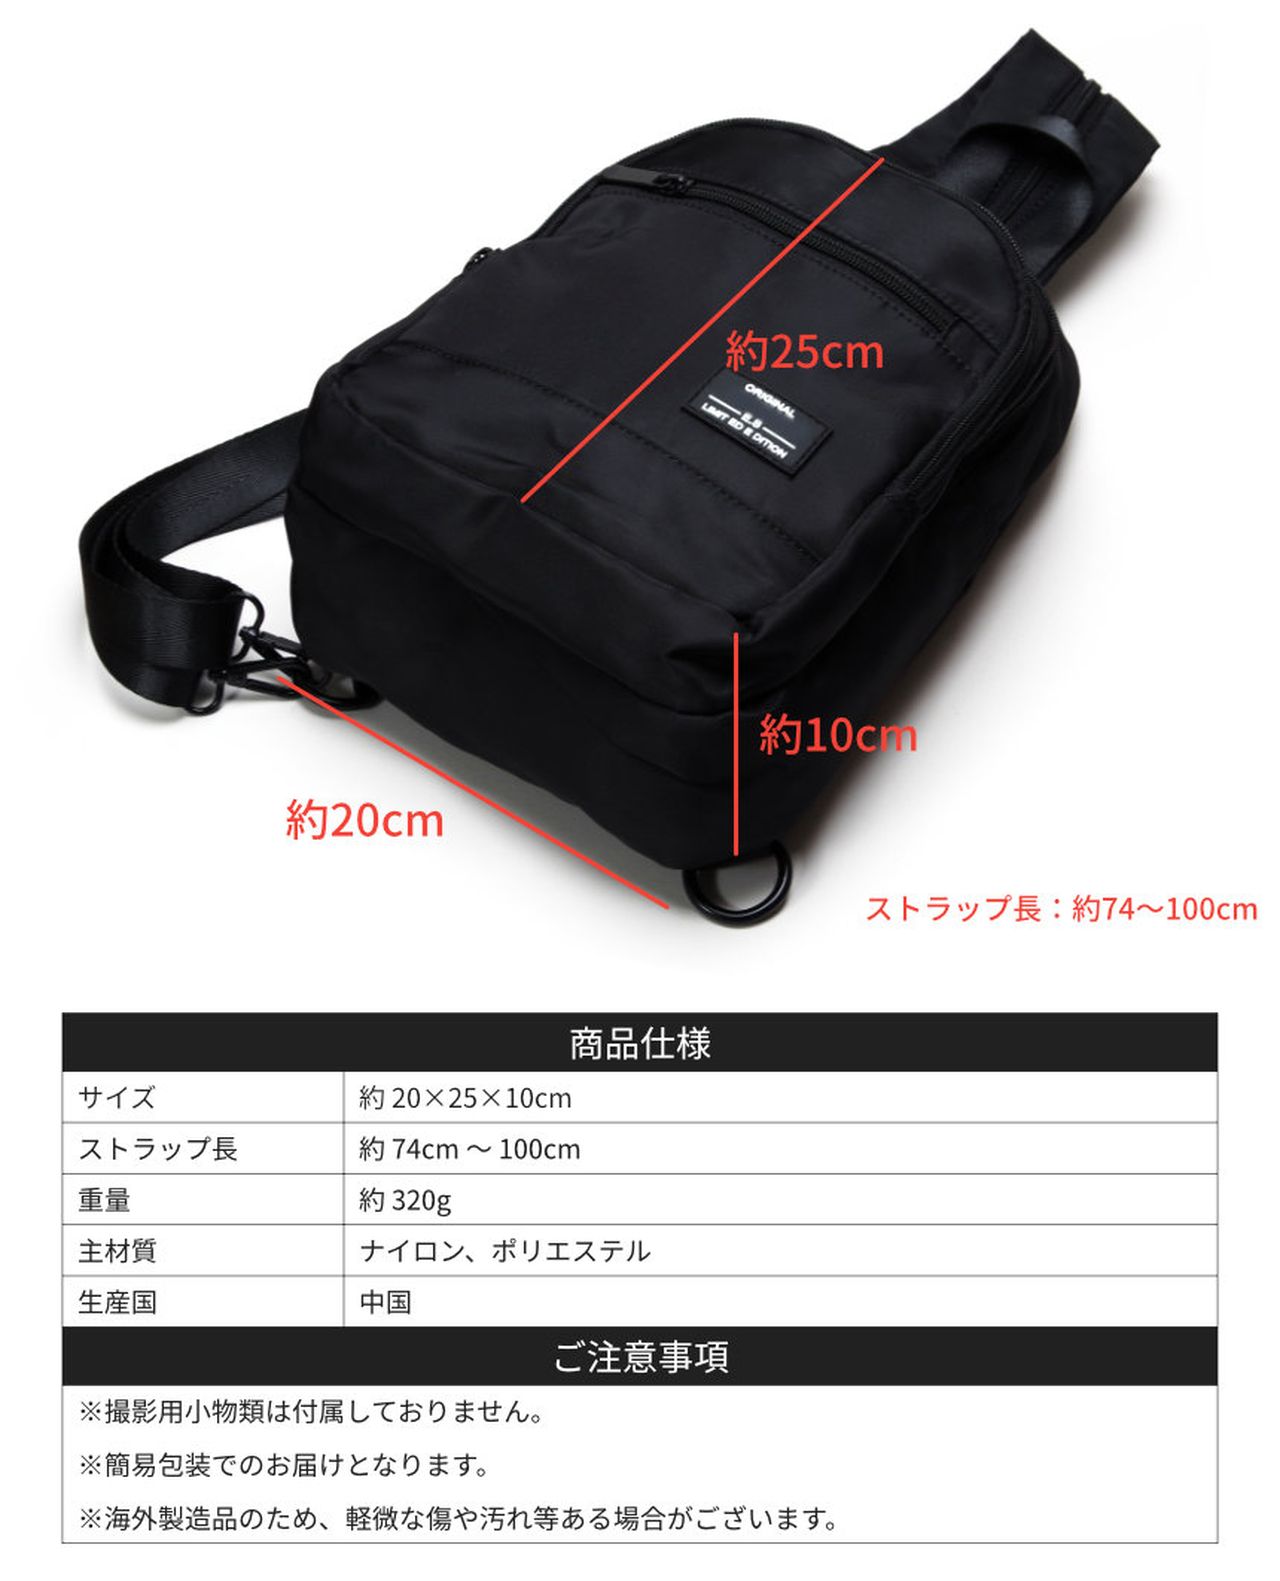 約25cm
ORIGINAL
E.B
LIMITED EDITION
約10cm
約20cm
ストラップ長：約74〜100cm
商品仕様
サイズ 約 20×25×10cm
ストラップ長 約 74cm 〜 100cm
重量 約 320g
主材質 ナイロン、ポリエステル
生産国 中国
ご注意事項
※撮影用小物類は付属しておりません。
※簡易包装でのお届けとなります。
※海外製造品のため、軽微な傷や汚れ等ある場合がございます。